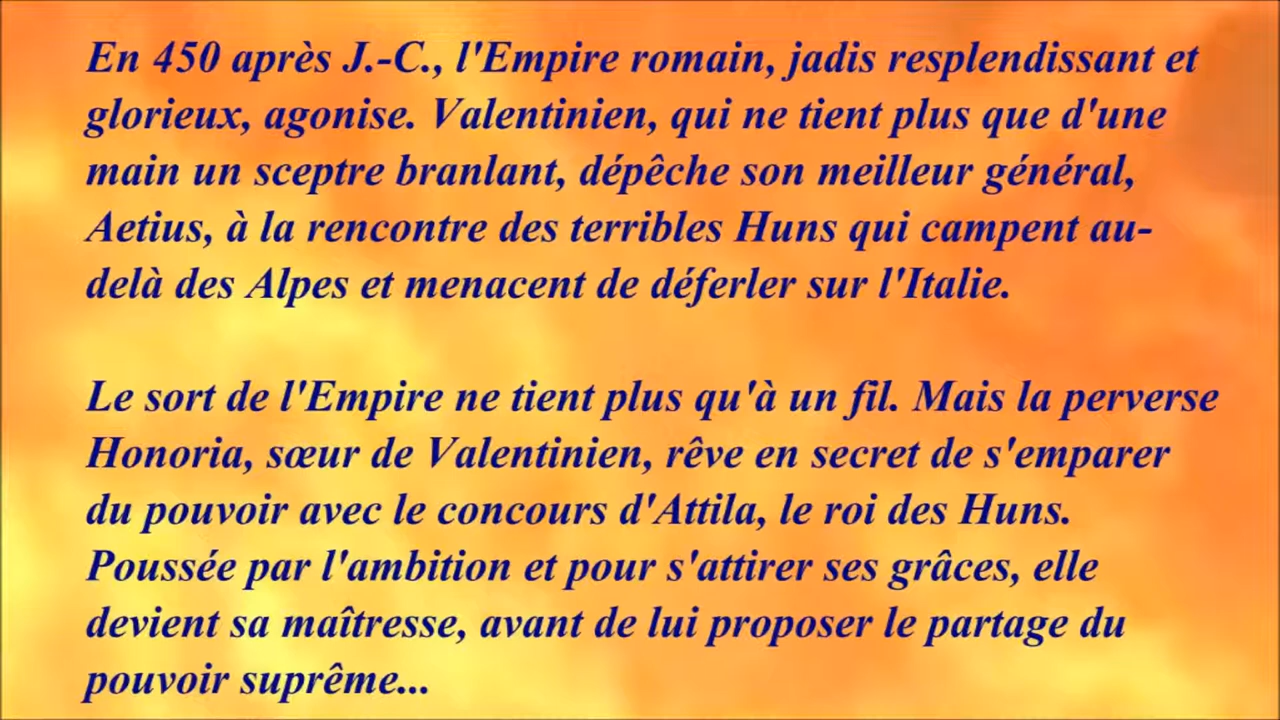 En 450 après J.-C., l'Empire romain, jadis resplendissant et
glorieux, agonise. Valentinien, qui ne tient plus que d'une
main un sceptre branlant, dépêche son meilleur général,
Aetius, à la rencontre des terribles Huns qui campent au-
delà des Alpes et menacent de déferler sur l'Italie.
Le sort de l'Empire ne tient plus qu'à un fil. Mais la perverse
Honoria, sœur de Valentinien, rêve en secret de s'emparer
du pouvoir avec le concours d'Attila, le roi des Huns.
Poussée par l'ambition et pour s'attirer ses grâces, elle
devient sa maîtresse, avant de lui proposer le partage du
pouvoir suprême...